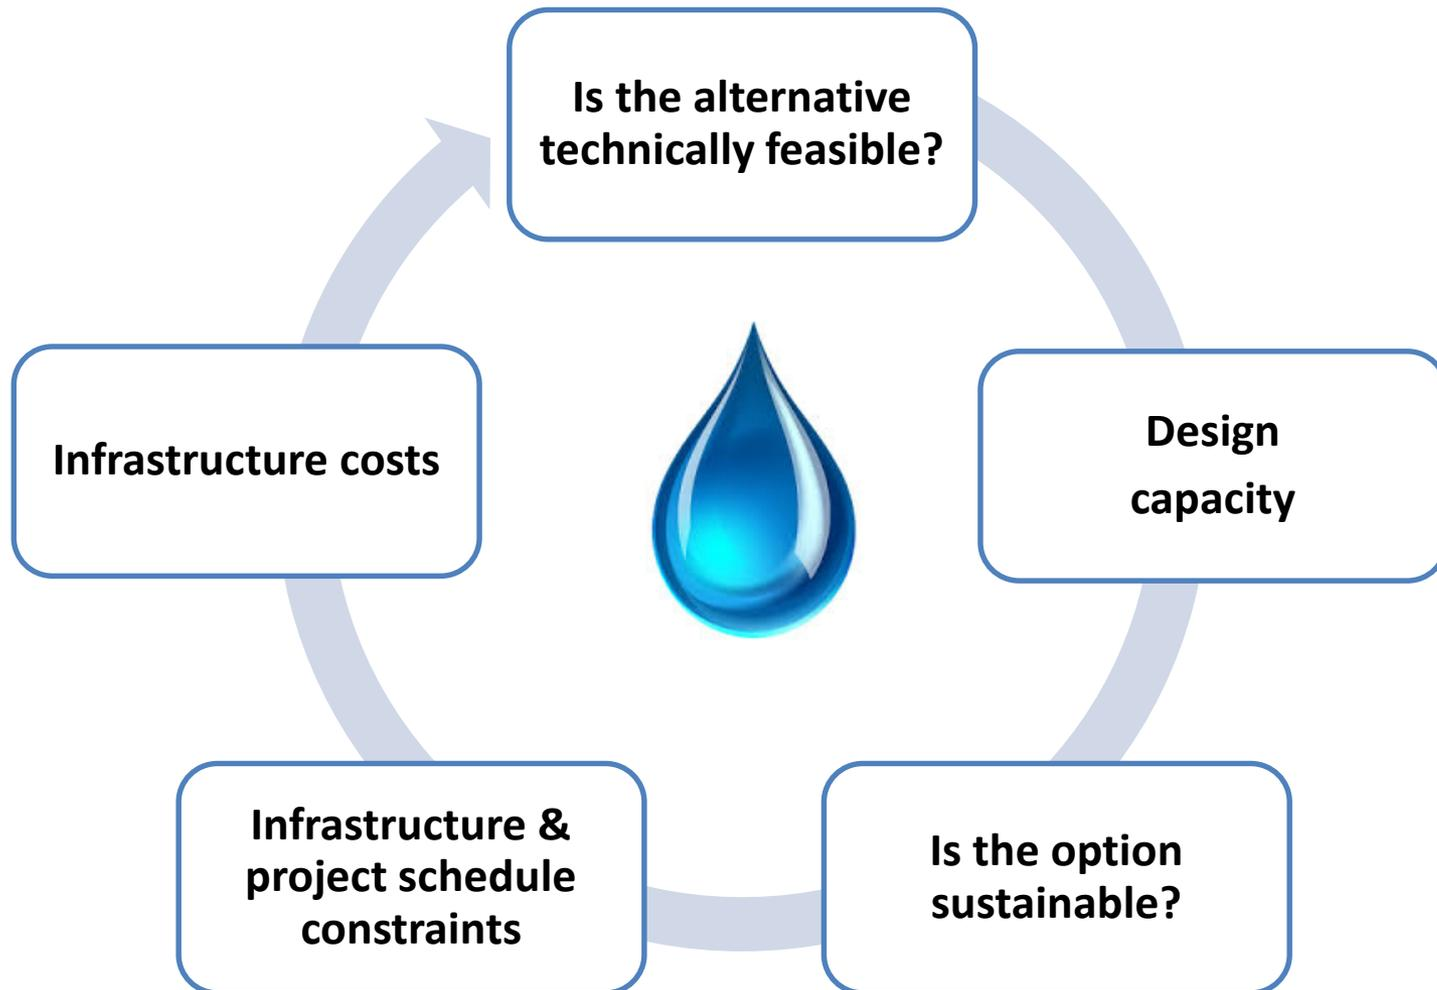 Is the alternative
technically feasible?
Design
capacity
Is the option
sustainable?
Infrastructure &
project schedule
constraints
Infrastructure costs